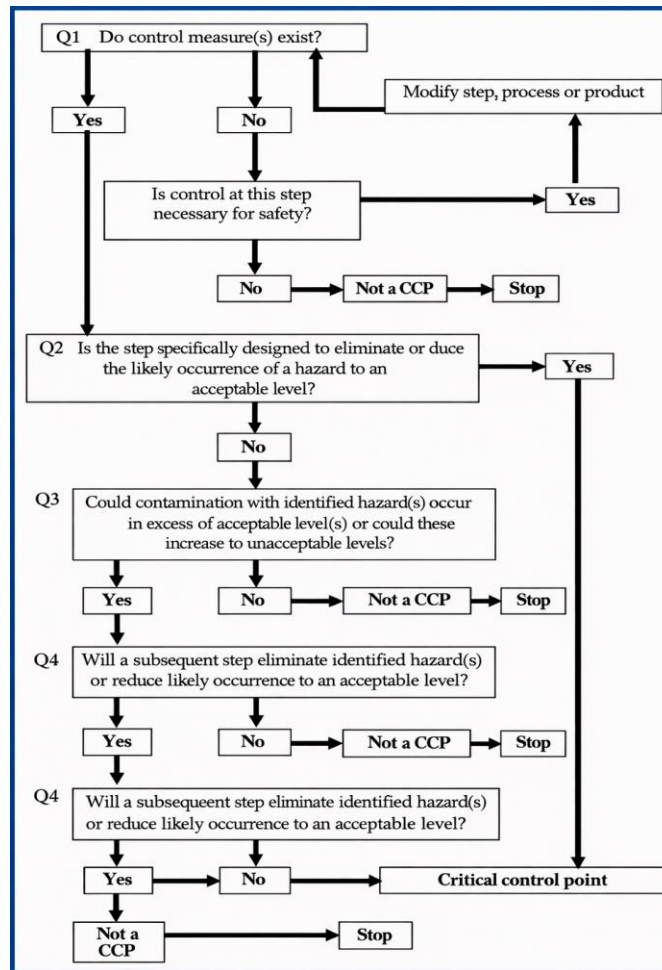 Q1 Do control measure(s) exist?
Modify step, process or product
Yes
No
Is control at this step
necessary for safety?
Yes
No
Not a CCP
Stop
Q2 Is the step specifically designed to eliminate or duce
the likely occurrence of a hazard to an
acceptable level?
Yes
No
Q3 Could contamination with identified hazard(s) occur
in excess of acceptable level(s) or could these
increase to unacceptable levels?
Yes
No
Not a CCP
Stop
Q4 Will a subsequent step eliminate identified hazard(s)
or reduce likely occurrence to an acceptable level?
Yes
No
Not a CCP
Stop
Q4 Will a subseqeent step eliminate identified hazard(s)
or reduce likely occurrence to an acceptable level?
Yes
No
Critical control point
Not a
CCP
Stop